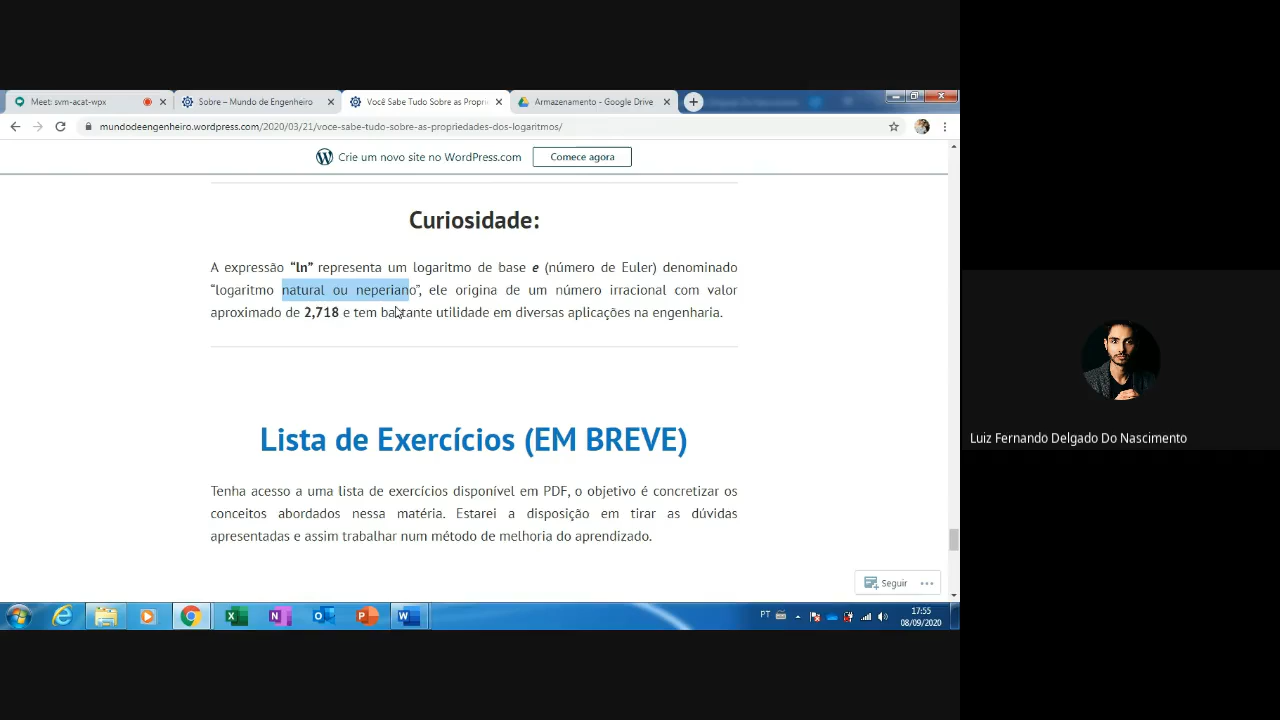 Meet: svm-acat-wpx
Sobre – Mundo de Engenheiro
Você Sabe Tudo Sobre as Propri
Armazenamento - Google Drive
mundodeengenheiro.wordpress.com/2020/03/21/voce-sabe-tudo-sobre-as-propriedades-dos-logaritmos/
Crie um novo site no WordPress.com
Comece agora
Curiosidade:
A expressão “ln” representa um logaritmo de base e (número de Euler) denominado
“logaritmo natural ou neperiano”, ele origina de um número irracional com valor
aproximado de 2,718 e tem bastante utilidade em diversas aplicações na engenharia.
Luiz Fernando Delgado Do Nascimento
Lista de Exercícios (EM BREVE)
Tenha acesso a uma lista de exercícios disponível em PDF, o objetivo é concretizar os
conceitos abordados nessa matéria. Estarei a disposição em tirar as dúvidas
apresentadas e assim trabalhar num método de melhoria do aprendizado.
Seguir
PT
17:55
08/09/2020